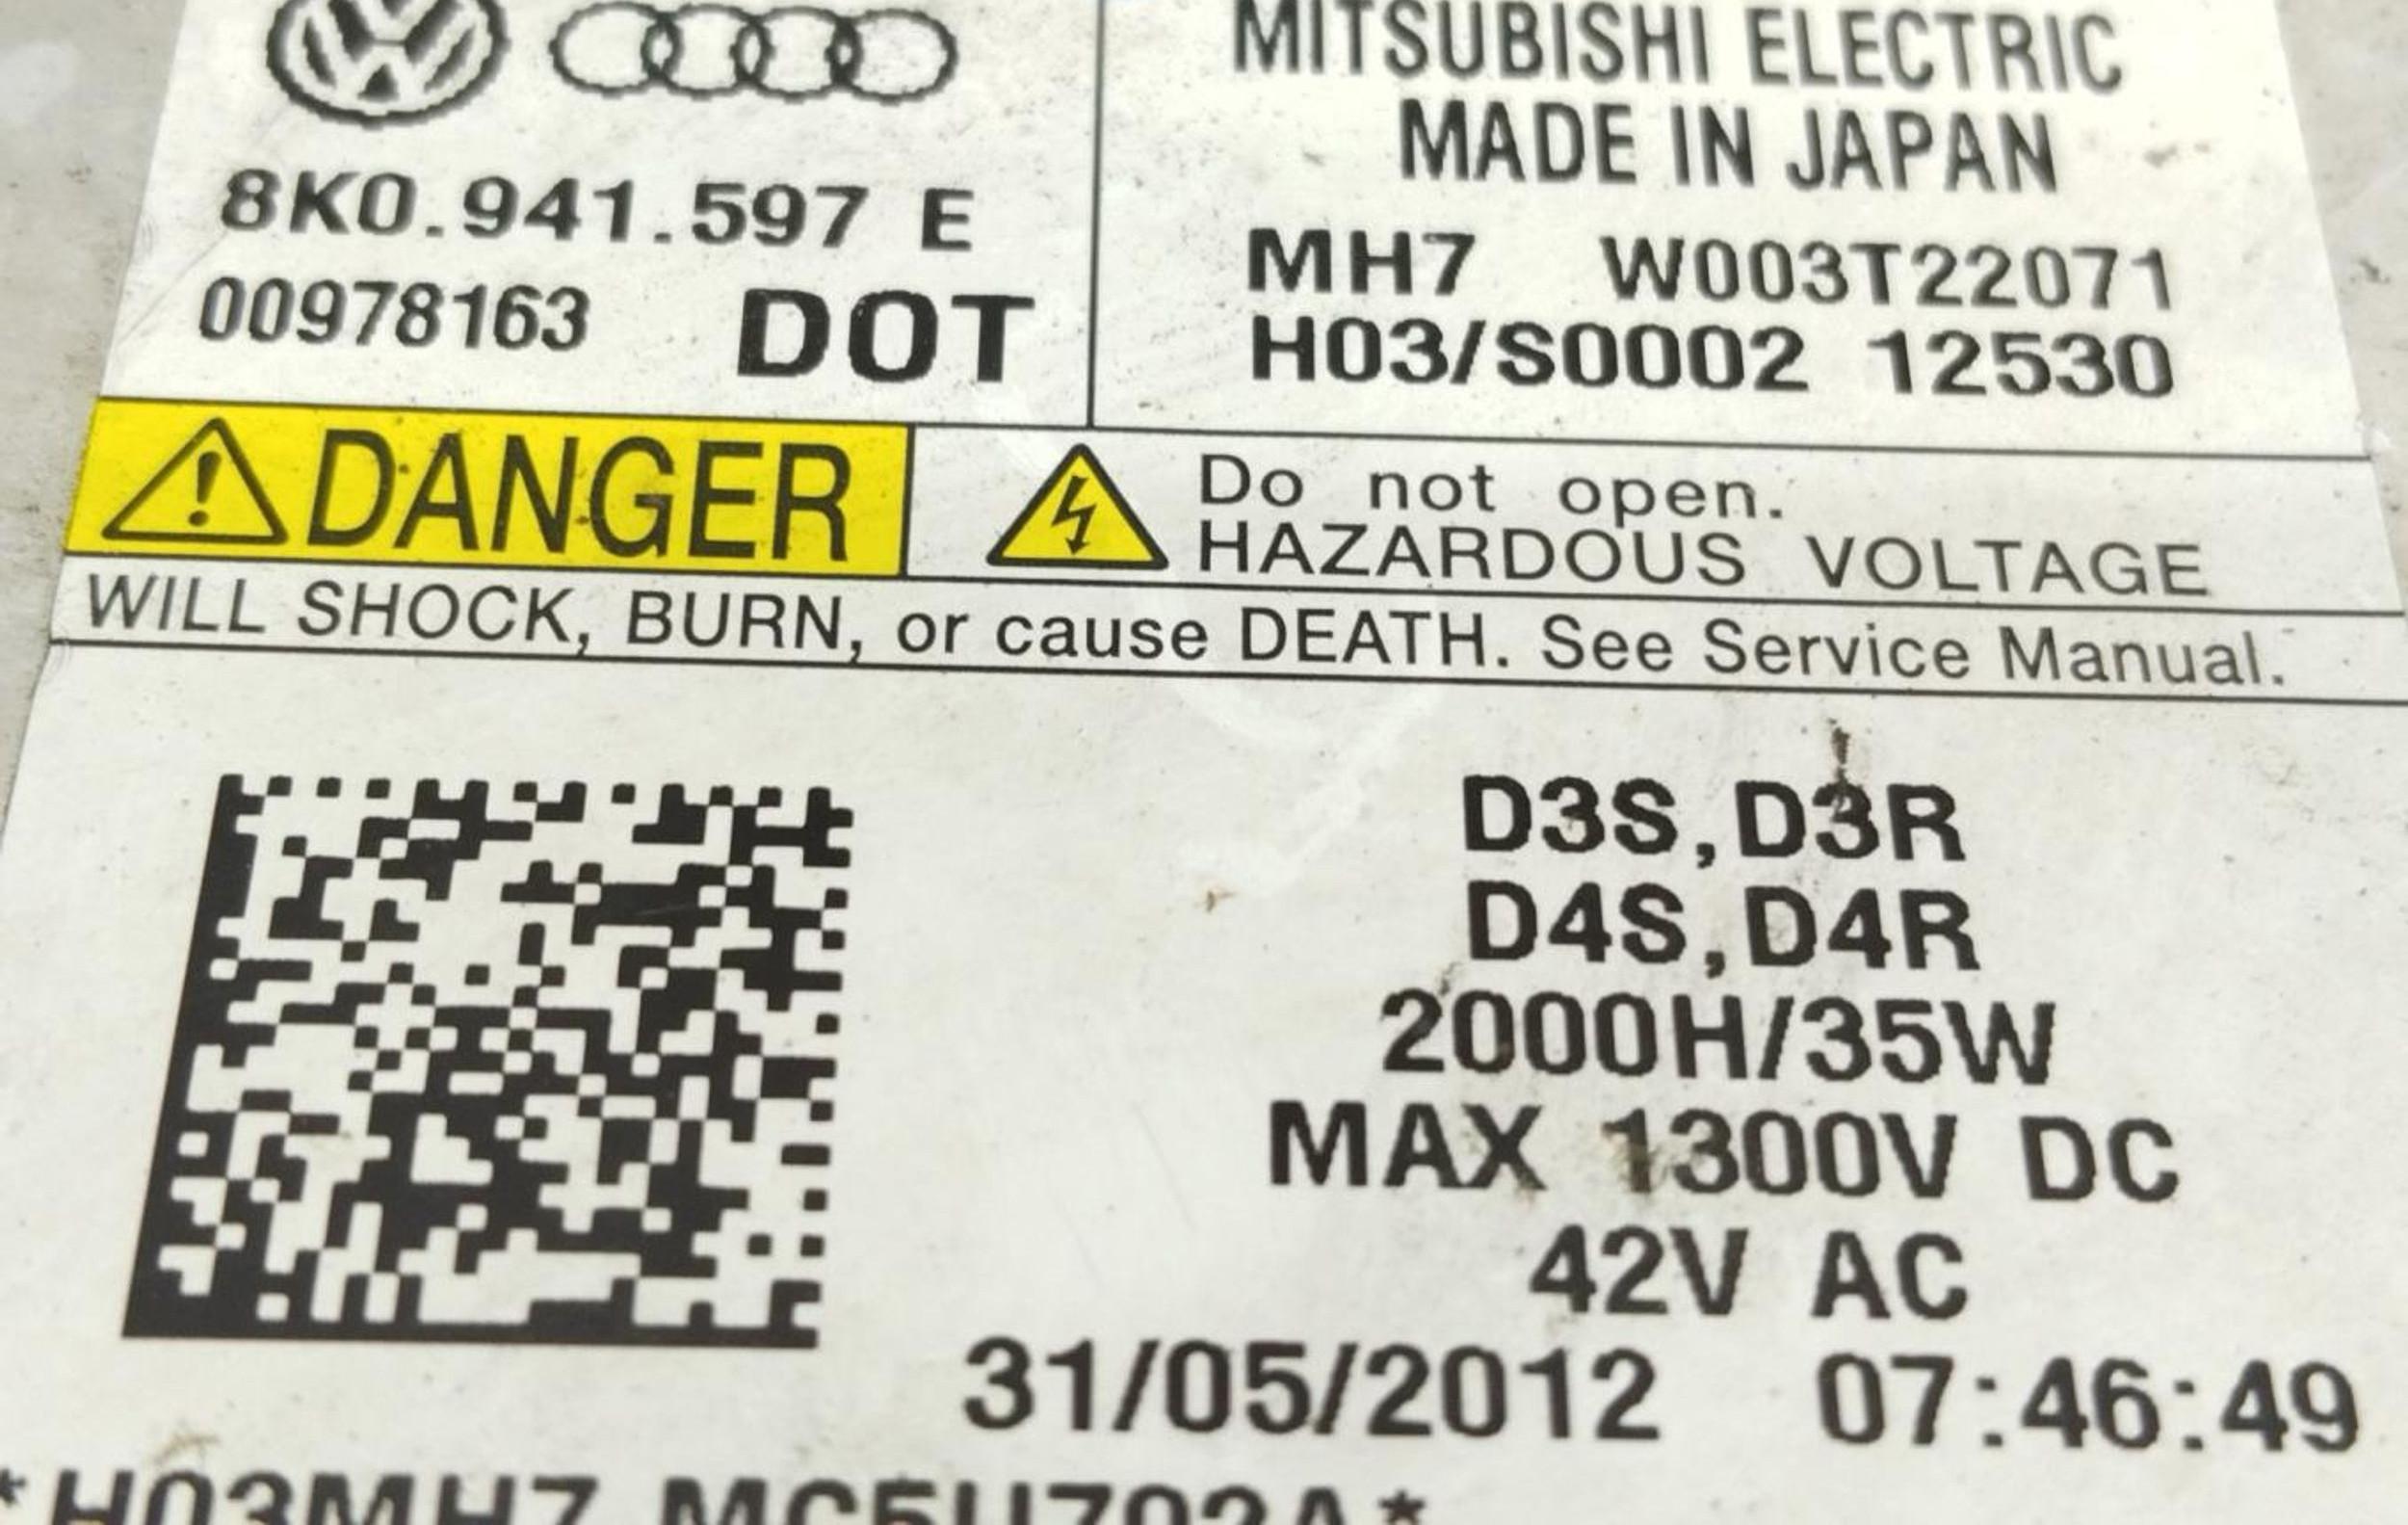 MITSUBISHI ELECTRIC
MADE IN JAPAN
8K0.941.597 E
00978163 DOT
MH7 W003T22071
H03/S0002 12530
DANGER
Do not open.
HAZARDOUS VOLTAGE
WILL SHOCK, BURN, or cause DEATH. See Service Manual.
D3S,D3R
D4S,D4R
2000H/35W
MAX 1300V DC
42V AC
31/05/2012 07:46:49
*H03MH7